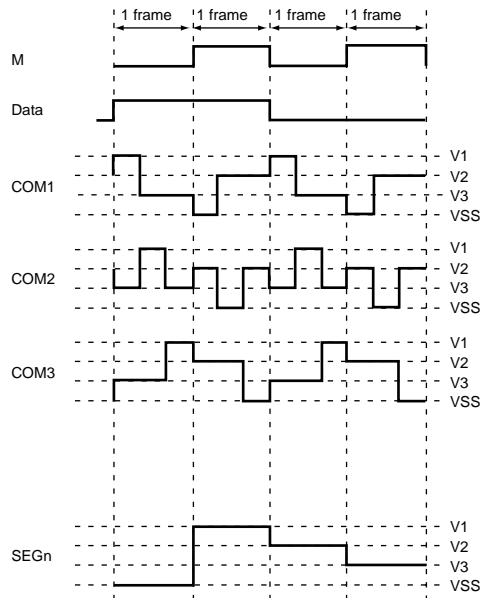 1 frame 1 frame 1 frame 1 frame
M
Data
V1
V2
COM1
V3
VSS
V1
COM2
V2
V3
VSS
V1
V2
COM3
V3
VSS
V1
V2
SEGn
V3
VSS